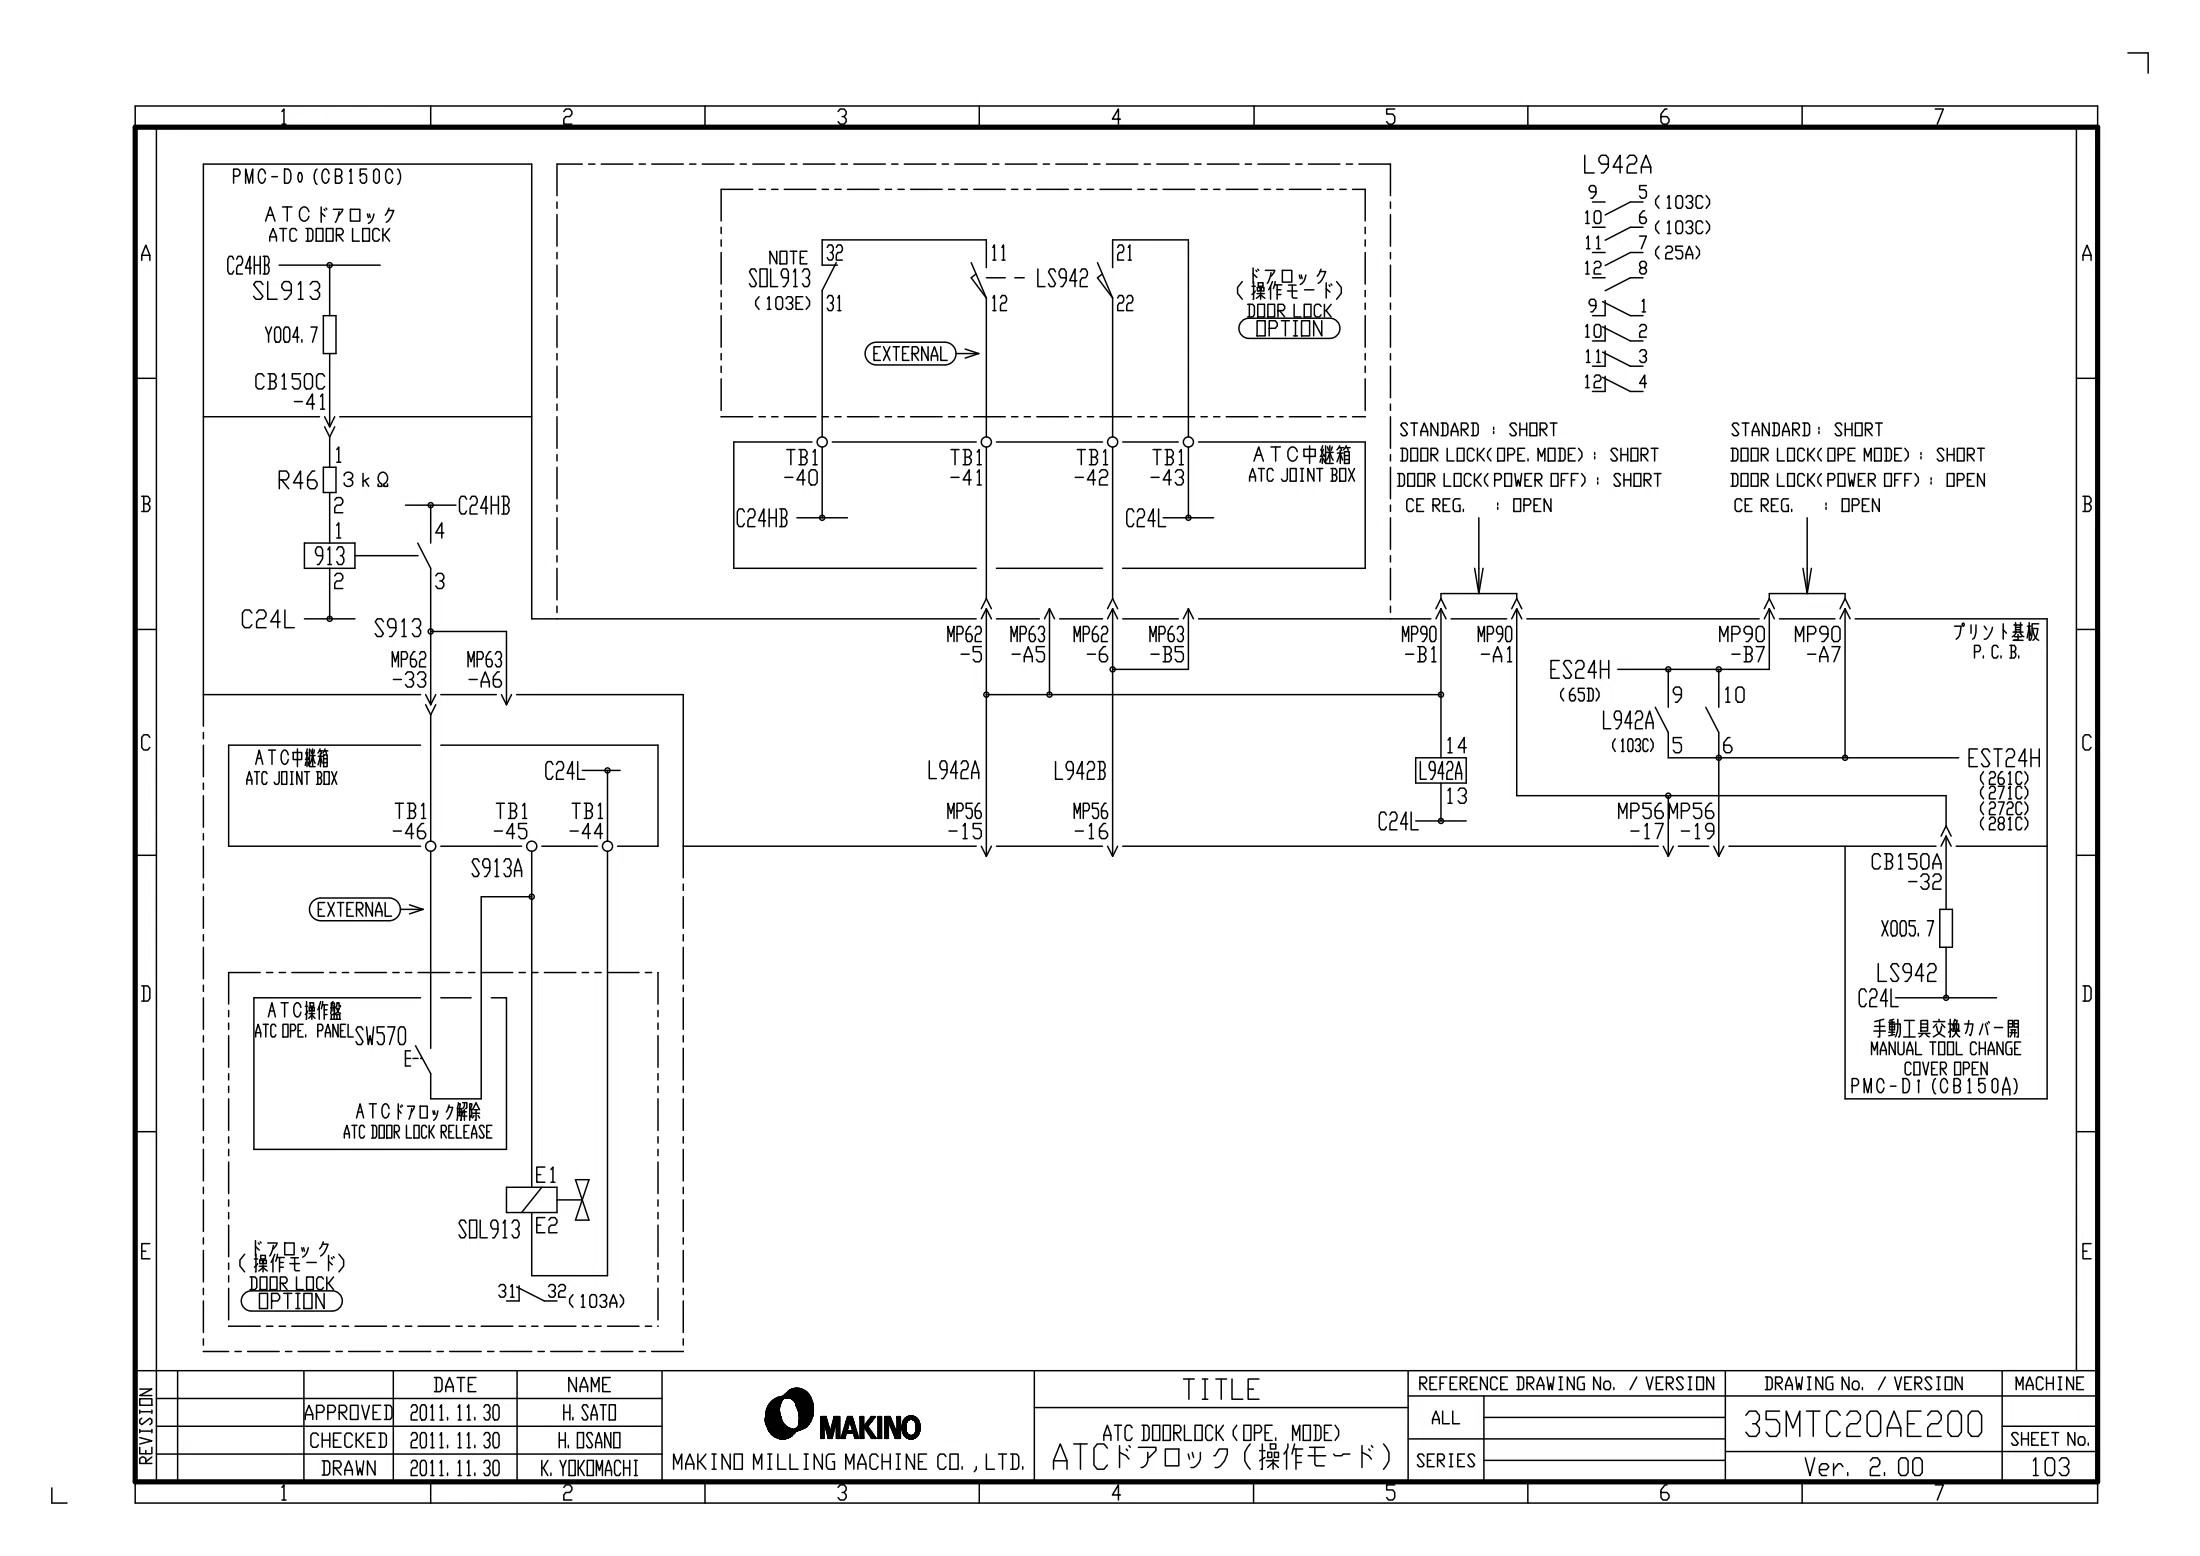 1 2 3 4 5 6 7
A
B
C
D
E
PMC-Do(CB150C)
ATCドアロック
ATC DOOR LOCK
C24HB
SL913
Y004.7
CB150C
-41
1
R46 3kΩ
2
C24HB
1
4
913
2
3
C24L
S913
MP62
-33
MP63
-A6
ATC中継箱
ATC JOINT BOX
C24L
TB1
-46
TB1
-45
TB1
-44
S913A
EXTERNAL
ATC操作盤
ATC OPE. PANEL
SW570
ATCドアロック解除
ATC DOOR LOCK RELEASE
E1
SOL913
E2
31 32 (103A)
ドアロック
(操作モード)
DOOR LOCK
OPTION
NOTE
SOL913
(103E)
32
31
11
12
LS942
21
22
EXTERNAL
ドアロック
(操作モード)
DOOR LOCK
OPTION
TB1
-40
TB1
-41
TB1
-42
TB1
-43
ATC中継箱
ATC JOINT BOX
C24HB
C24L
MP62
-5
MP63
-A5
MP62
-6
MP63
-B5
L942A
L942B
MP56
-15
MP56
-16
L942A
9 5 (103C)
10 6 (103C)
11 7 (25A)
12 8
9 1
10 2
11 3
12 4
STANDARD : SHORT
DOOR LOCK(OPE. MODE) : SHORT
DOOR LOCK(POWER OFF) : SHORT
CE REG. : OPEN
STANDARD : SHORT
DOOR LOCK(OPE MODE) : SHORT
DOOR LOCK(POWER OFF) : OPEN
CE REG. : OPEN
MP90
-B1
MP90
-A1
MP90
-B7
MP90
-A7
プリント基板
P.C.B.
14
L942A
13
C24L
ES24H
(65D)
9 10
L942A
(103C)
5 6
EST24H
(261C)
(271C)
(272C)
(281C)
MP56
-17
MP56
-19
CB150A
-32
X005.7
LS942
C24L
手動工具交換カバー開
MANUAL TOOL CHANGE
COVER OPEN
PMC-Di(CB150A)
A
B
C
D
E
REVISION
DATE NAME
APPROVED 2011.11.30 H. SATO
CHECKED 2011.11.30 H. OSANO
DRAWN 2011.11.30 K. YOKOMACHI
MAKINO
MAKINO MILLING MACHINE CO.,LTD.
TITLE
ATC DOORLOCK(OPE. MODE)
ATCドアロック(操作モード)
REFERENCE DRAWING No. / VERSION
ALL
SERIES
DRAWING No. / VERSION
35MTC20AE200
Ver. 2.00
MACHINE
SHEET No.
103
1 2 3 4 5 6 7